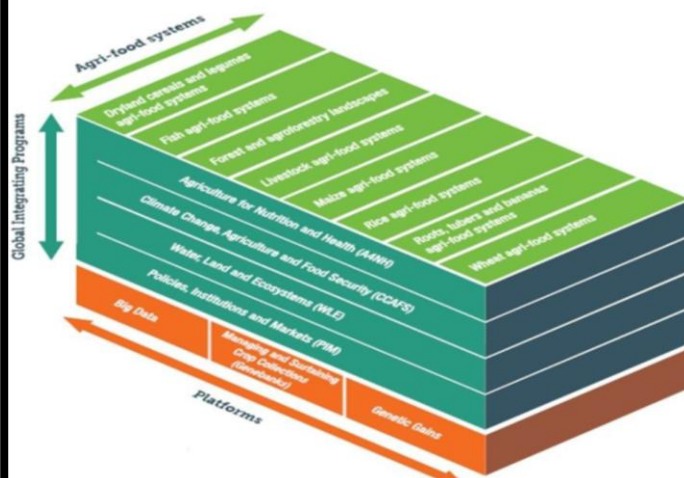 Agri-food systems
Dryland cereals and legumes
agri-food systems
Fish agri-food systems
Forest and agroforestry landscapes
Livestock agri-food systems
Maize agri-food systems
Rice agri-food systems
Roots, tubers and bananas
agri-food systems
Wheat agri-food systems
Global Integrating Programs
Agriculture for Nutrition and Health (A4NH)
Climate Change, Agriculture and Food Security (CCAFS)
Water, Land and Ecosystems (WLE)
Policies, Institutions and Markets (PIM)
Big Data
Managing and Sustaining
Crop Collections
(Genebanks)
Genetic Gains
Platforms